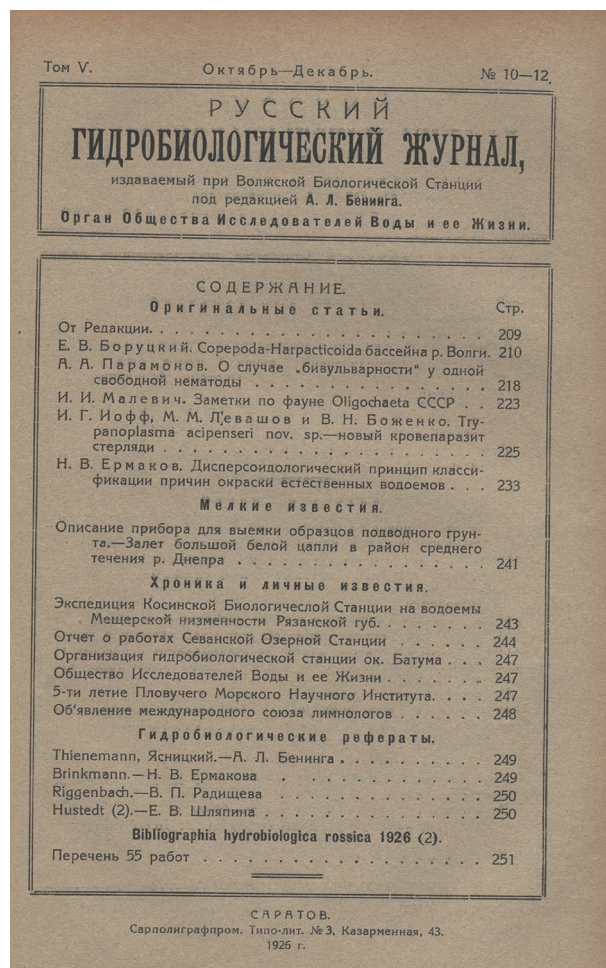 Том V.
Октябрь—Декабрь.
№ 10—12.
РУССКИЙ
ГИДРОБИОЛОГИЧЕСКИЙ ЖУРНАЛ,
издаваемый при Волжской Биологической Станции
под редакцией А. Л. Бенинга.
Орган Общества Исследователей Воды и ее Жизни.
СОДЕРЖАНИЕ.
Оригинальные статьи. Стр.
От Редакции. . . . . . . . . . . . . . . . . . . 209
Е. В. Боруцкий. Copepoda-Harpacticoida бассейна р. Волги. 210
А. А. Парамонов. О случае „бивульварности“ у одной
свободной нематоды . . . . . . . . . . . . . . 218
И. И. Малевич. Заметки по фауне Oligochaeta СССР . . 223
И. Г. Иофф, М. М. Левашов и В. Н. Боженко. Try-
panoplasma acipenseri nov. sp.—новый кровепаразит
стерляди . . . . . . . . . . . . . . . . . . . 225
Н. В. Ермаков. Дисперсоидологический принцип класси-
фикации причин окраски естественных водоемов . . . 233
Мелкие известия.
Описание прибора для выемки образцов подводного грун-
та.—Залет большой белой цапли в район среднего
течения р. Днепра . . . . . . . . . . . . . . . 241
Хроника и личные известия.
Экспедиция Косинской Биологичеслой Станции на водоемы
Мещерской низменности Рязанской губ. . . . . . . . 243
Отчет о работах Севанской Озерной Станции . . . . . . 244
Организация гидробиологической станции ок. Батума . . . 247
Общество Исследователей Воды и ее Жизни . . . . . . . 247
5-ти летие Пловучего Морского Научного Института. . . . 247
Об'явление международного союза лимнологов . . . . . . 248
Гидробиологические рефераты.
Thienemann, Ясницкий.—А. Л. Бенинга . . . . . . . . . 249
Brinkmann.—Н. В. Ермакова . . . . . . . . . . . . 249
Riggenbach.—В. П. Радищева . . . . . . . . . . . . 250
Hustedt (2).—Е. В. Шляпина . . . . . . . . . . . . 250
Bibliographia hydrobiologica rossica 1926 (2).
Перечень 55 работ . . . . . . . . . . . . . . . . 251
САРАТОВ.
Сарполиграфпром. Типо-лит. № 3, Казарменная, 43.
1926 г.